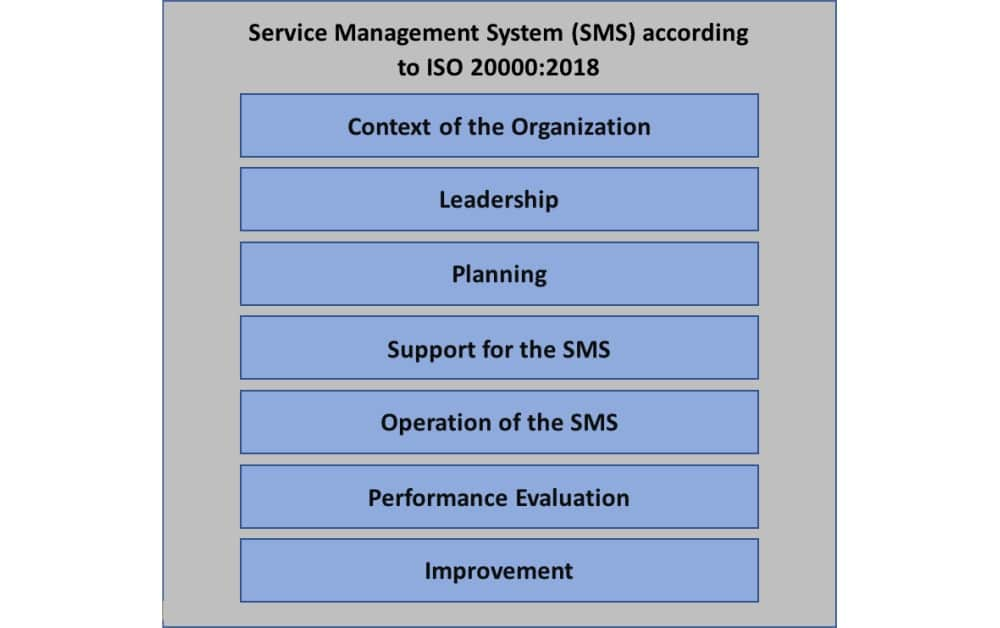 Service Management System (SMS) according
to ISO 20000:2018
Context of the Organization
Leadership
Planning
Support for the SMS
Operation of the SMS
Performance Evaluation
Improvement